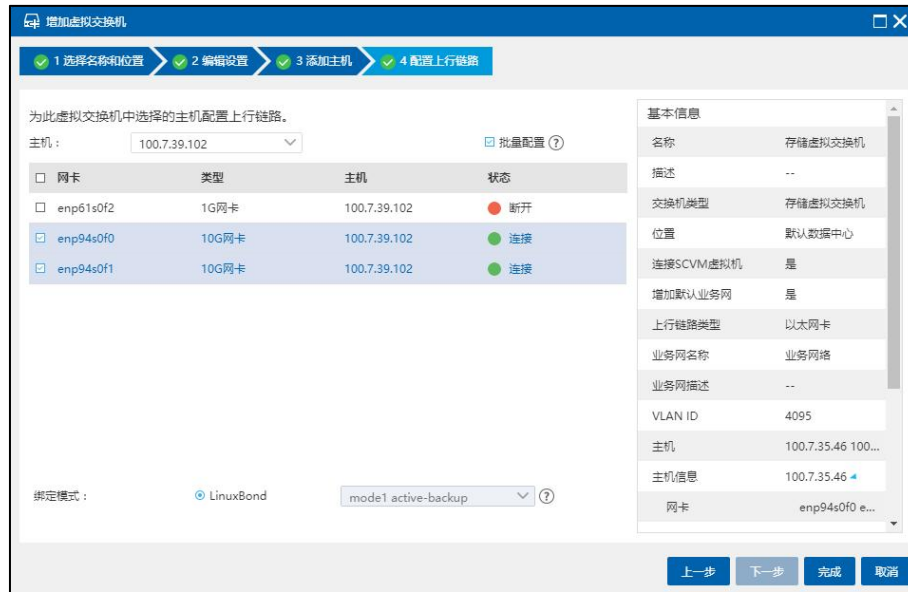 增加虚拟交换机
1 选择名称和位置 2 编辑设置 3 添加主机 4 配置上行链路
为此虚拟交换机中选择的主机配置上行链路。
主机： 100.7.39.102 批量配置 ?
网卡 类型 主机 状态
enp61s0f2 1G网卡 100.7.39.102 断开
enp94s0f0 10G网卡 100.7.39.102 连接
enp94s0f1 10G网卡 100.7.39.102 连接
绑定模式： LinuxBond mode1 active-backup ?
基本信息
名称 存储虚拟交换机
描述 --
交换机类型 存储虚拟交换机
位置 默认数据中心
连接SCVM虚拟机 是
增加默认业务网 是
上行链路类型 以太网卡
业务网名称 业务网络
业务网描述 --
VLAN ID 4095
主机 100.7.35.46 100...
主机信息 100.7.35.46
网卡 enp94s0f0 e...
上一步 下一步 完成 取消